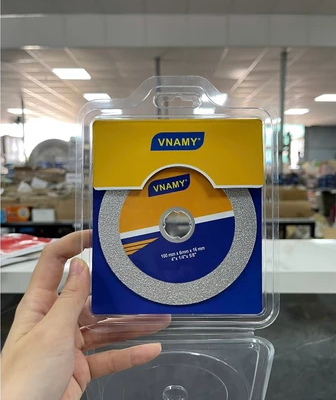 VNAMY®
VNAMY®
100 mm x 6mm x 16 mm
4"x 1/4"x 5/8"